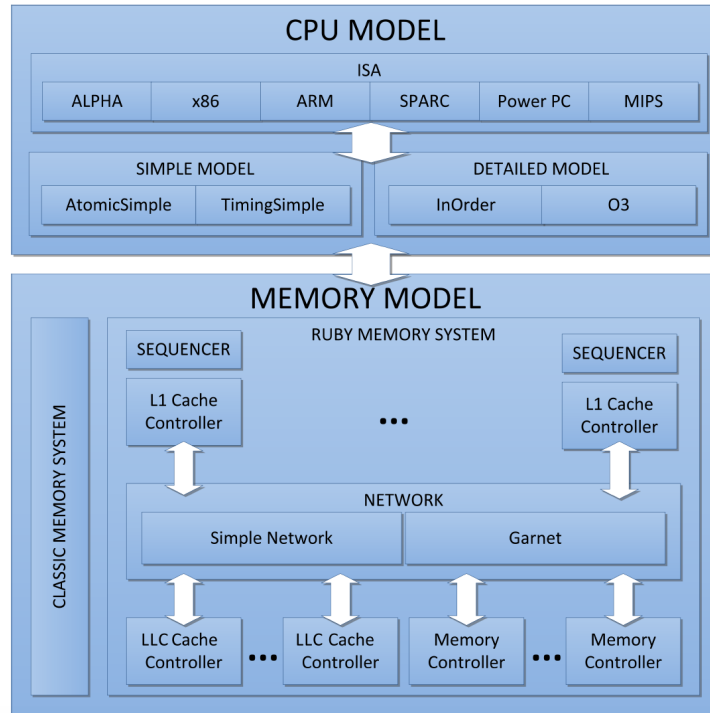 CPU MODEL
ISA
ALPHA
x86
ARM
SPARC
Power PC
MIPS
SIMPLE MODEL
AtomicSimple
TimingSimple
DETAILED MODEL
InOrder
O3
MEMORY MODEL
CLASSIC MEMORY SYSTEM
RUBY MEMORY SYSTEM
SEQUENCER
L1 Cache
Controller
...
SEQUENCER
L1 Cache
Controller
NETWORK
Simple Network
Garnet
LLC Cache
Controller
...
LLC Cache
Controller
Memory
Controller
...
Memory
Controller